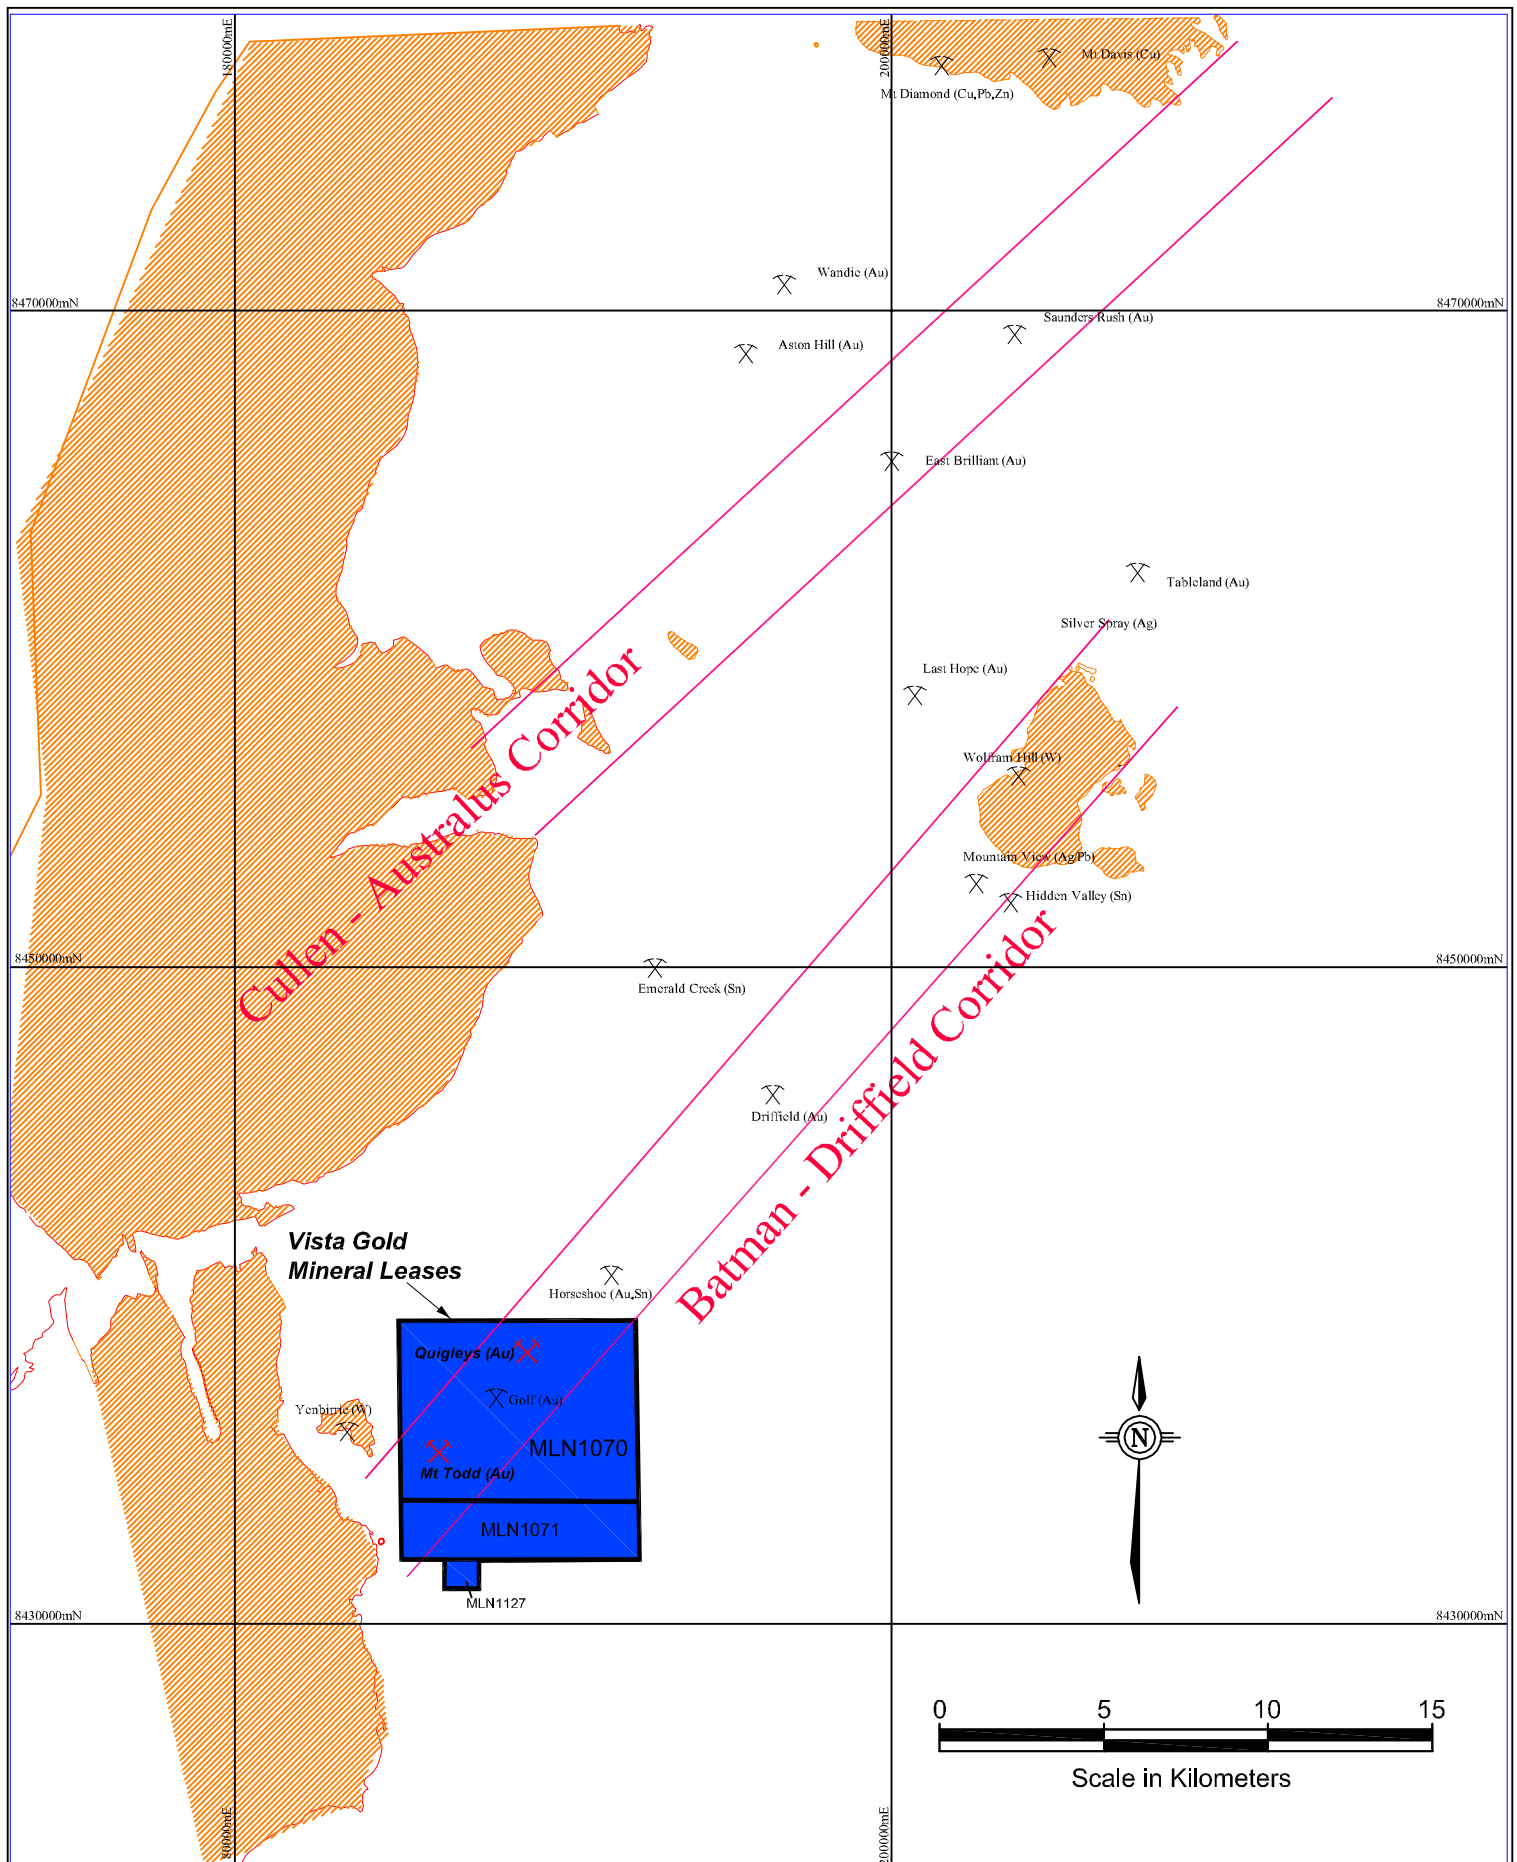 180000mE
200000mE
Mt Davis (Cu)
Mt Diamond (Cu,Pb,Zn)
Wandie (Au)
8470000mN
8470000mN
Saunders Rush (Au)
Aston Hill (Au)
East Brilliant (Au)
Tableland (Au)
Silver Spray (Ag)
Last Hope (Au)
Cullen - Australus Corridor
Wolfram Hill (W)
Mountain View (Ag/Pb)
Hidden Valley (Sn)
8450000mN
8450000mN
Emerald Creek (Sn)
Driffield (Au)
Batman - Driffield Corridor
Vista Gold
Mineral Leases
Horseshoe (Au,Sn)
Quigleys (Au)
Golf (Au)
Yenbirrie (W)
MLN1070
Mt Todd (Au)
N
MLN1071
MLN1127
8430000mN
8430000mN
0 5 10 15
Scale in Kilometers
80000mE
200000mE